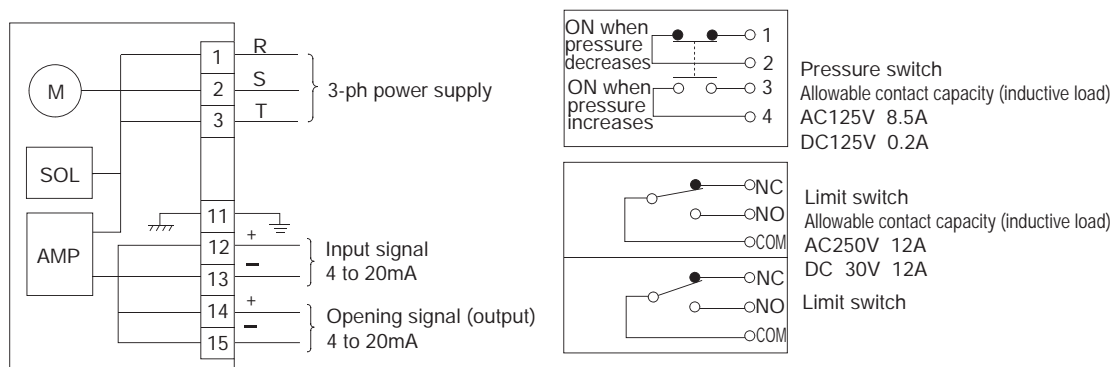 M
SOL
AMP
1 R
2 S
3 T
3-ph power supply
11
12 +
13 −
Input signal
4 to 20mA
14 +
15 −
Opening signal (output)
4 to 20mA
ON when
pressure
decreases
ON when
pressure
increases
1
2
3
4
Pressure switch
Allowable contact capacity (inductive load)
AC125V 8.5A
DC125V 0.2A
NC
NO
COM
Limit switch
Allowable contact capacity (inductive load)
AC250V 12A
DC 30V 12A
NC
NO
COM
Limit switch